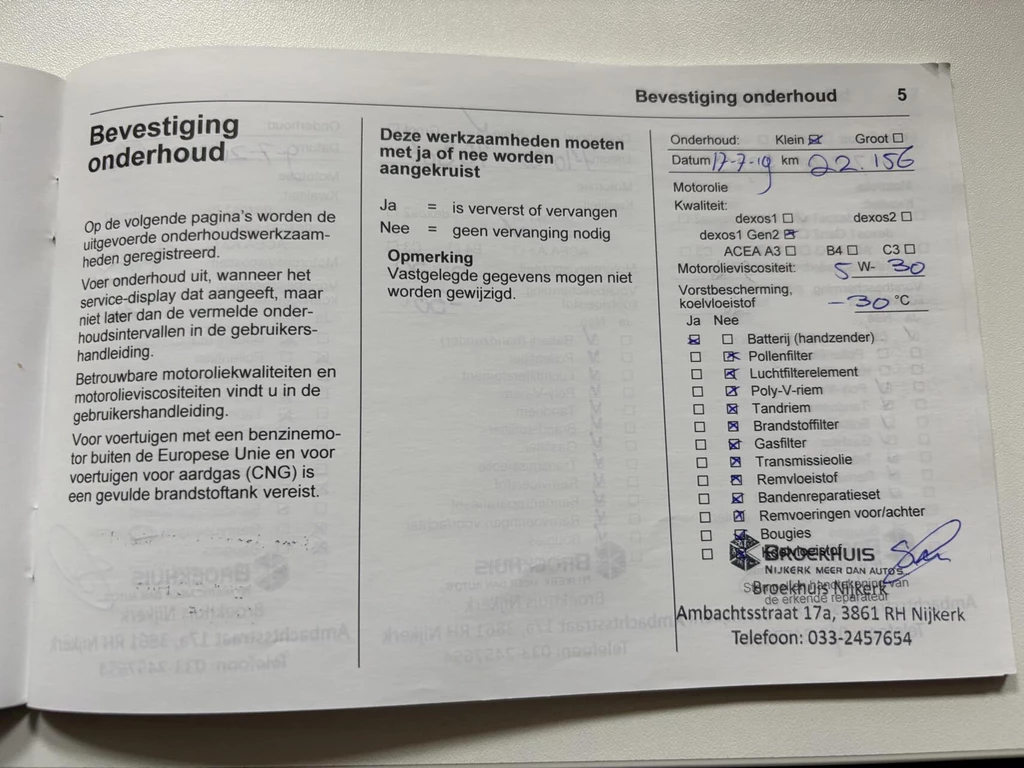 Bevestiging onderhoud 5
Bevestiging
onderhoud
Op de volgende pagina's worden de
uitgevoerde onderhoudswerkzaam-
heden geregistreerd.
Voer onderhoud uit, wanneer het
service-display dat aangeeft, maar
niet later dan de vermelde onder-
houdsintervallen in de gebruikers-
handleiding.
Betrouwbare motoroliekwaliteiten en
motorolieviscositeiten vindt u in de
gebruikershandleiding.
Voor voertuigen met een benzinemo-
tor buiten de Europese Unie en voor
voertuigen voor aardgas (CNG) is
een gevulde brandstoftank vereist.
Deze werkzaamheden moeten
met ja of nee worden
aangekruist
Ja = is ververst of vervangen
Nee = geen vervanging nodig
Opmerking
Vastgelegde gegevens mogen niet
worden gewijzigd.
Onderhoud: Klein ☒ Groot ☐
Datum 17-7-19 km 22.156
Motorolie
Kwaliteit:
dexos1 ☐ dexos2 ☐
dexos1 Gen2 ☒
ACEA A3 ☐ B4 ☐ C3 ☐
Motorolieviscositeit: 5 W- 30
Vorstbescherming,
koelvloeistof -30 °C
Ja Nee
☒ ☐ Batterij (handzender)
☐ ☒ Pollenfilter
☐ ☒ Luchtfilterelement
☐ ☒ Poly-V-riem
☐ ☒ Tandriem
☐ ☒ Brandstoffilter
☐ ☒ Gasfilter
☐ ☒ Transmissieolie
☐ ☒ Remvloeistof
☐ ☒ Bandenreparatieset
☐ ☒ Remvoeringen voor/achter
☐ ☒ Bougies
☐ ☒ Koelvloeistof
BROEKHUIS
NIJKERK MEER DAN AUTO'S
Broekhuis Nijkerk
de erkende reparateur
Ambachtsstraat 17a, 3861 RH Nijkerk
Telefoon: 033-2457654